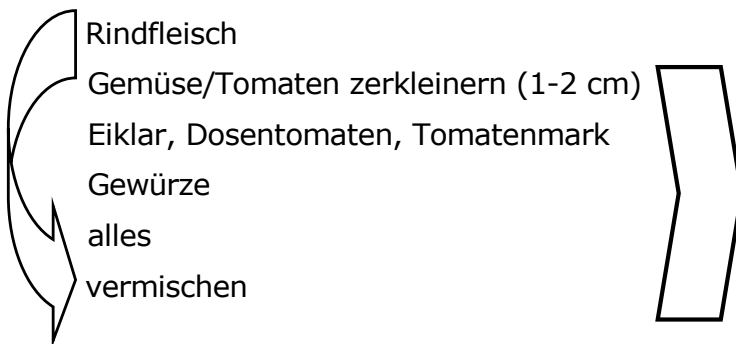 Rindfleisch
Gemüse/Tomaten zerkleinern (1-2 cm)
Eiklar, Dosentomaten, Tomatenmark
Gewürze
alles
vermischen